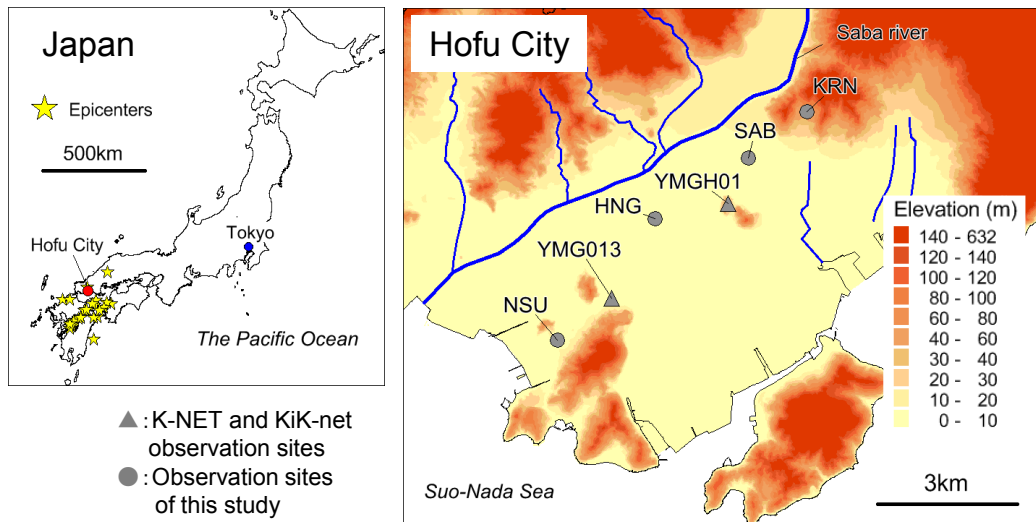 Japan
Epicenters
500km
Hofu City
Tokyo
The Pacific Ocean
: K-NET and KiK-net
observation sites
: Observation sites
of this study
Hofu City
Saba river
KRN
SAB
YMGH01
HNG
YMG013
NSU
Elevation (m)
140 - 632
120 - 140
100 - 120
80 - 100
60 - 80
40 - 60
30 - 40
20 - 30
10 - 20
0 - 10
Suo-Nada Sea
3km